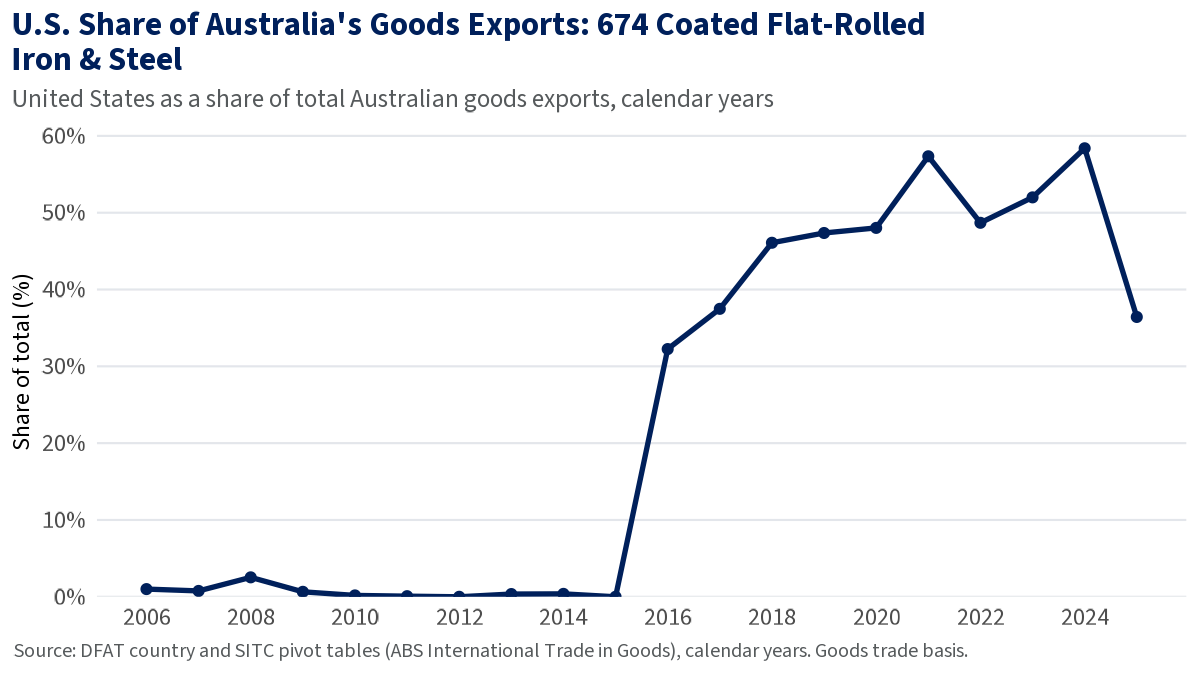 U.S. Share of Australia's Goods Exports: 674 Coated Flat-Rolled
Iron & Steel
United States as a share of total Australian goods exports, calendar years
60%
50%
40%
30%
20%
10%
0%
Share of total (%)
2006 2008 2010 2012 2014 2016 2018 2020 2022 2024
Source: DFAT country and SITC pivot tables (ABS International Trade in Goods), calendar years. Goods trade basis.